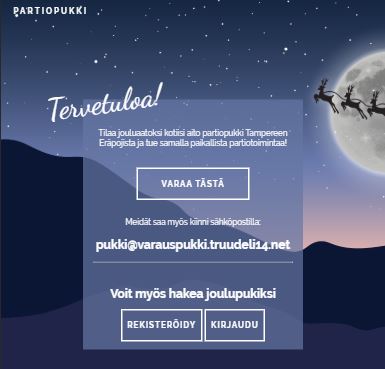 PARTIOPUKKI
Tervetuloa!
Tilaa jouluaatoksi kotiisi aito partiopukki Tampereen
Eräpojista ja tue samalla paikallista partiotoimintaa!
VARAA TÄSTÄ
Meidät saa myös kiinni sähköpostilla:
pukki@varauspukki.truudeli14.net
Voit myös hakea joulupukiksi
REKISTERÖIDY KIRJAUDU